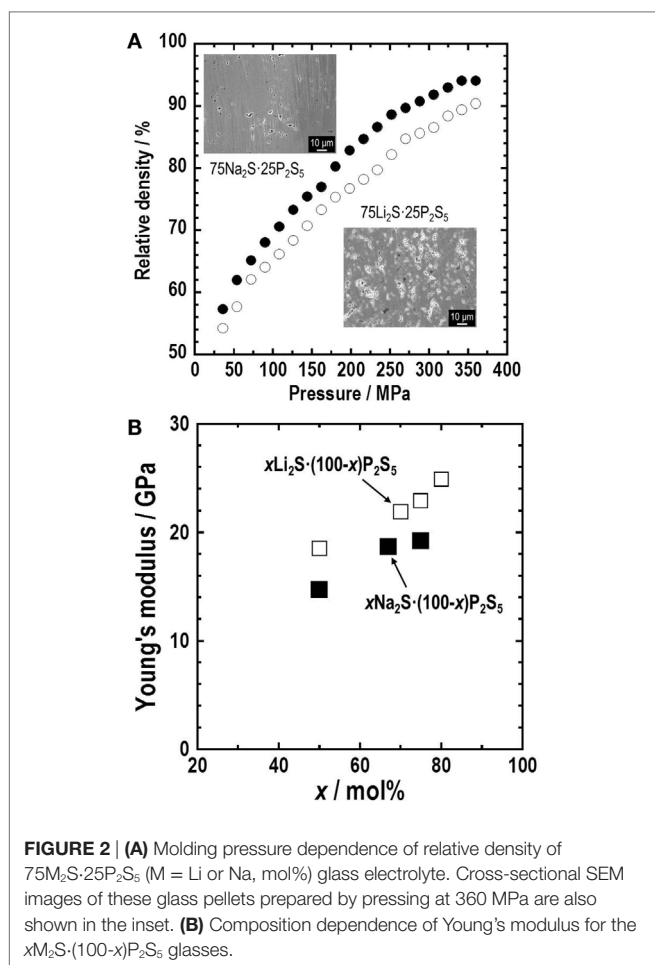 A
100
90
80
70
60
50
Relative density / %
10 μm
75Na₂S·25P₂S₅
75Li₂S·25P₂S₅
10 μm
0 50 100 150 200 250 300 350 400
Pressure / MPa
B
30
20
10
0
Young's modulus / GPa
xLi₂S·(100-x)P₂S₅
xNa₂S·(100-x)P₂S₅
20 40 60 80 100
x / mol%
FIGURE 2 | (A) Molding pressure dependence of relative density of
75M₂S·25P₂S₅ (M = Li or Na, mol%) glass electrolyte. Cross-sectional SEM
images of these glass pellets prepared by pressing at 360 MPa are also
shown in the inset. (B) Composition dependence of Young's modulus for the
xM₂S·(100-x)P₂S₅ glasses.